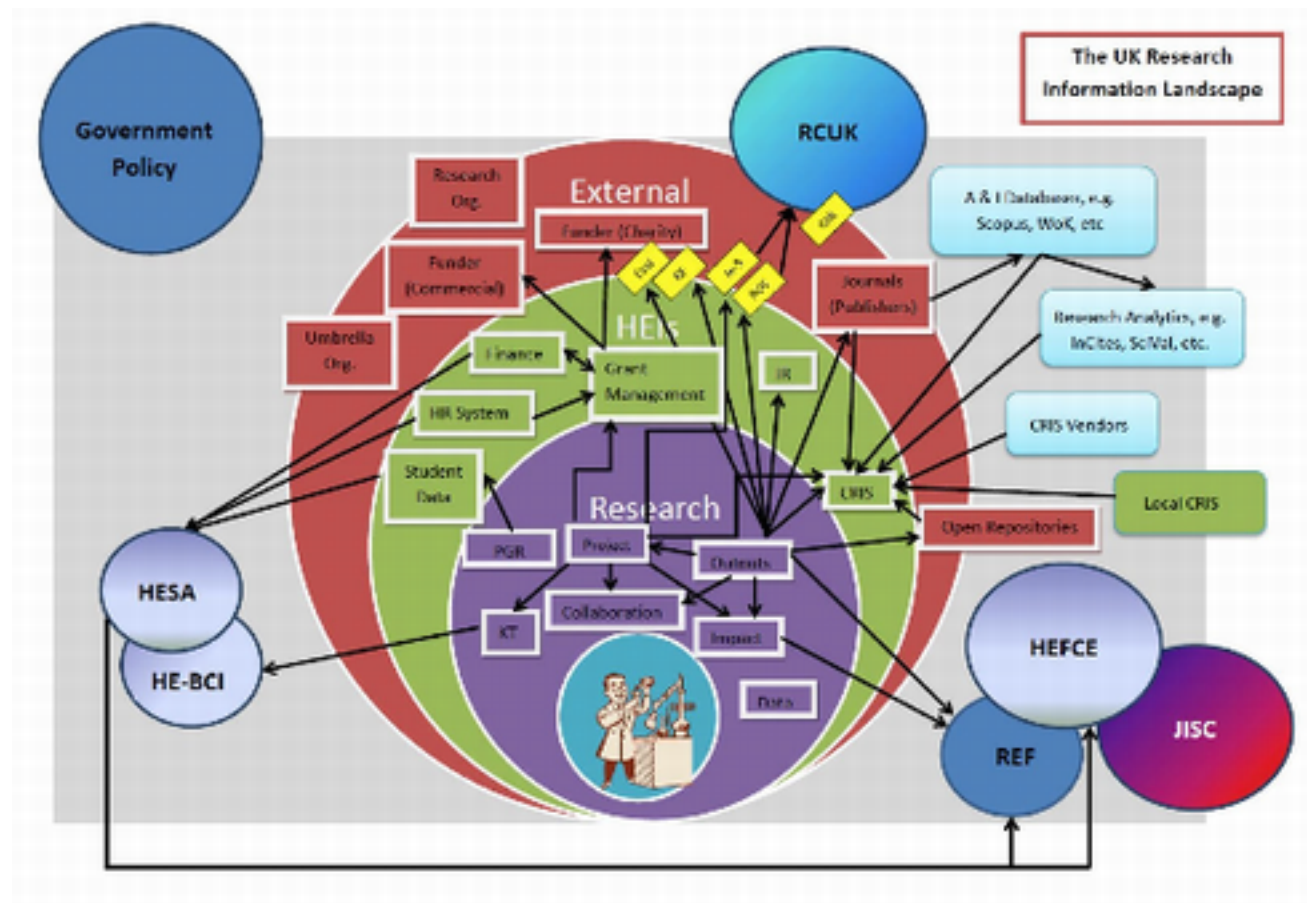 The UK Research
Information Landscape
Government
Policy
RCUK
Research
Org.
External
Funder (Charity)
A & I Databases, e.g.
Scopus, WoK, etc
Funder
(Commercial)
Journals
(Publishers)
Research Analytics, e.g.
InCites, SciVal, etc.
Umbrella
Org.
HEIs
Finance
Grant
Management
IR
HR System
CRIS Vendors
Student
Data
CRIS
Local CRIS
Research
Open Repositories
PGR
Project
Outputs
HESA
Collaboration
KT
Impact
HEFCE
HE-BCI
Data
JISC
REF